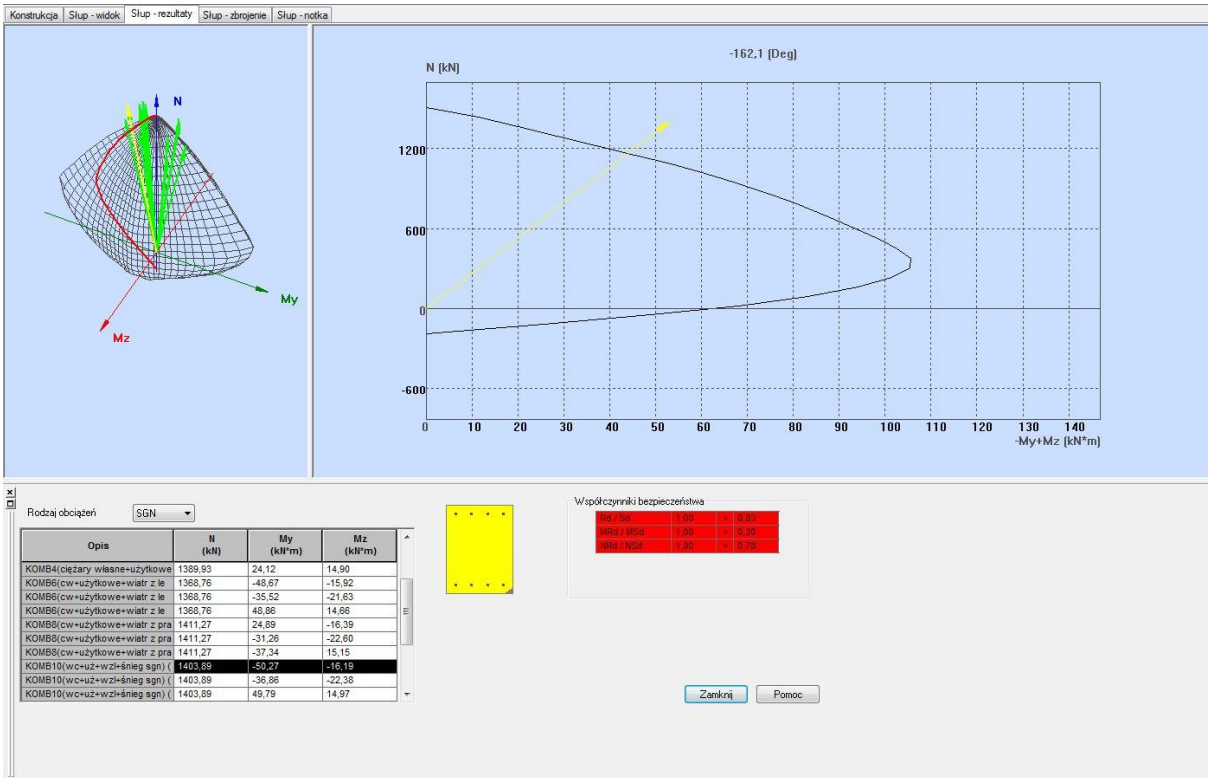 Konstrukcja Słup - widok Słup - rezultaty Słup - zbrojenie Słup - notka
N
My
Mz
-162,1 (Deg)
N (kN)
1200
600
0
-600
0 10 20 30 40 50 60 70 80 90 100 110 120 130 140
-My+Mz (kN*m)
Rodzaj obciążeń SGN
Opis N (kN) My (kN*m) Mz (kN*m)
KOMB4(ciężary własne+użytkowe 1389,93 24,12 14,90
KOMB6(cw+użytkowe+wiatr z le 1368,76 -48,67 -15,92
KOMB6(cw+użytkowe+wiatr z le 1368,76 -35,52 -21,63
KOMB6(cw+użytkowe+wiatr z le 1368,76 48,86 14,66
KOMB8(cw+użytkowe+wiatr z pra 1411,27 24,89 -16,39
KOMB8(cw+użytkowe+wiatr z pra 1411,27 -31,26 -22,60
KOMB8(cw+użytkowe+wiatr z pra 1411,27 -37,34 15,15
KOMB10(wc+uż+wzl+śnieg sgn) ( 1403,89 -50,27 -16,19
KOMB10(wc+uż+wzl+śnieg sgn) ( 1403,89 -36,86 -22,38
KOMB10(wc+uż+wzl+śnieg sgn) ( 1403,89 49,79 14,97
Współczynniki bezpieczeństwa
Rd / Sd 1.00 > 0,83
MRd / MSd 1.00 > 0,30
NRd / NSd 1.00 > 0,78
Zamknij Pomoc